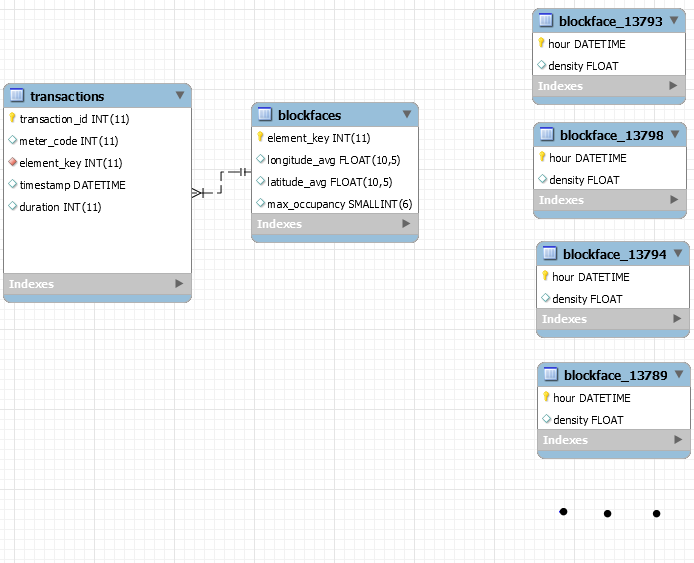 transactions
transaction_id INT(11)
meter_code INT(11)
element_key INT(11)
timestamp DATETIME
duration INT(11)
Indexes
blockfaces
element_key INT(11)
longitude_avg FLOAT(10,5)
latitude_avg FLOAT(10,5)
max_occupancy SMALLINT(6)
Indexes
blockface_13793
hour DATETIME
density FLOAT
Indexes
blockface_13798
hour DATETIME
density FLOAT
Indexes
blockface_13794
hour DATETIME
density FLOAT
Indexes
blockface_13789
hour DATETIME
density FLOAT
Indexes